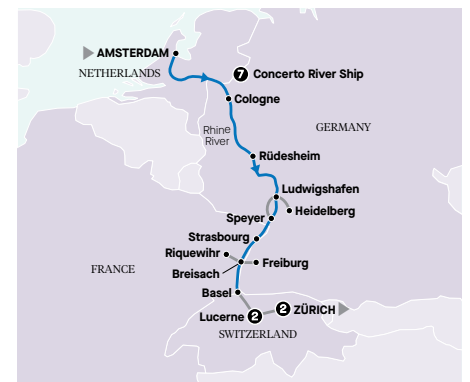 AMSTERDAM
NETHERLANDS
7 Concerto River Ship
Cologne
Rhine
River
GERMANY
Rüdesheim
Ludwigshafen
Heidelberg
Speyer
Strasbourg
Riquewihr
Freiburg
FRANCE
Breisach
Basel
2 ZÜRICH
Lucerne 2
SWITZERLAND